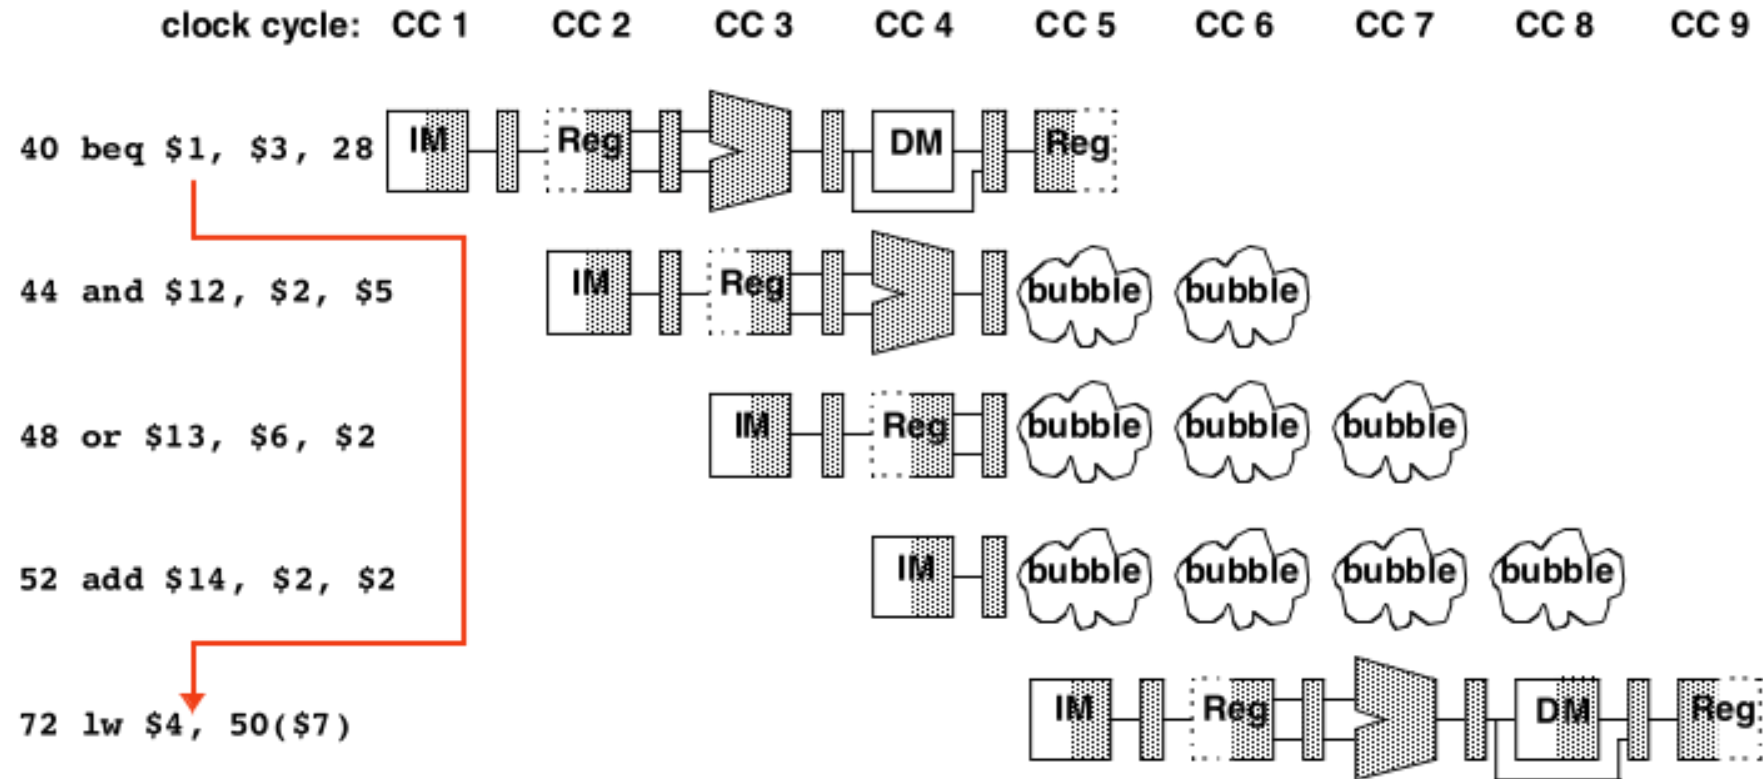 clock cycle: CC 1 CC 2 CC 3 CC 4 CC 5 CC 6 CC 7 CC 8 CC 9
40 beq $1, $3, 28 IM Reg DM Reg
44 and $12, $2, $5 IM Reg bubble bubble
48 or $13, $6, $2 IM Reg bubble bubble bubble
52 add $14, $2, $2 IM bubble bubble bubble bubble
72 lw $4, 50($7) IM Reg DM Reg